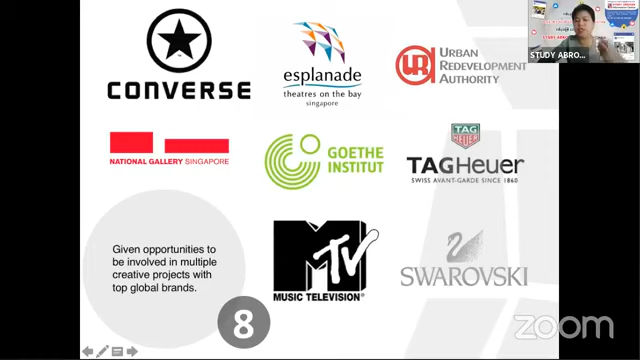 CONVERSE
esplanade
theatres on the bay
singapore
URBAN
REDEVELOPMENT
AUTHORITY
NATIONAL GALLERY SINGAPORE
GOETHE
INSTITUT
TAG
HEUER
TAGHeuer
SWISS AVANT-GARDE SINCE 1860
Given opportunities to
be involved in multiple
creative projects with
top global brands.
8
MTV
MUSIC TELEVISION®
SWAROVSKI
STUDY ABRO...
zoom